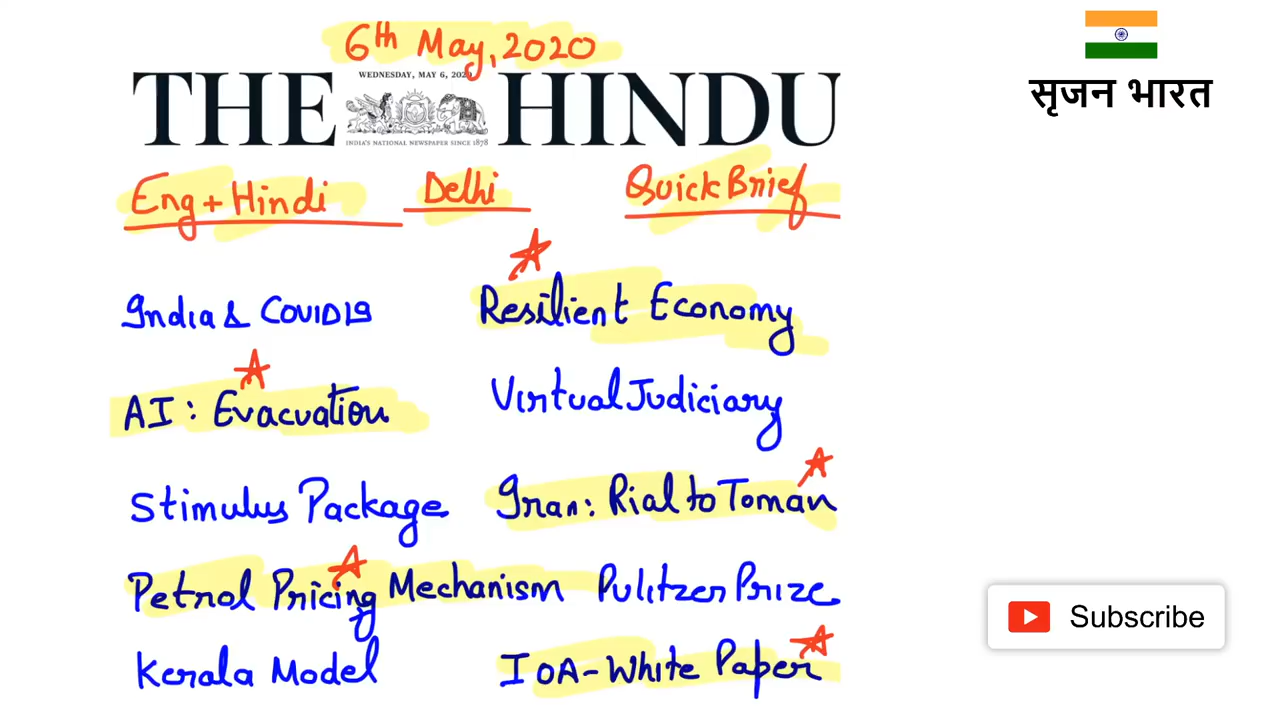 6th May, 2020
WEDNESDAY, MAY 6, 2020
THE HINDU
INDIA'S NATIONAL NEWSPAPER SINCE 1878
सृजन भारत
Eng + Hindi Delhi Quick Brief
India & COVID19 Resilient Economy
AI: Evacuation Virtual Judiciary
Stimulus Package Iran: Rial to Toman
Petrol Pricing Mechanism Pulitzer Prize
Kerala Model IOA-White Paper
Subscribe